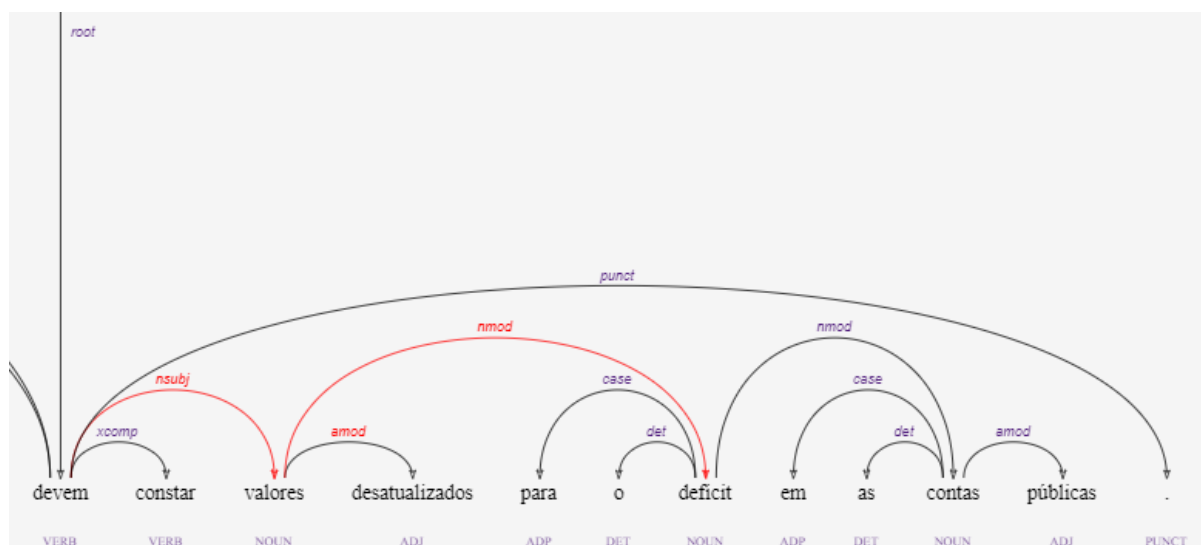 root
punct
nmod nmod
nsubj case case
xcomp amod det det amod
devem constar valores desatualizados para o deficit em as contas públicas .
VERB VERB NOUN ADJ ADP DET NOUN ADP DET NOUN ADJ PUNCT